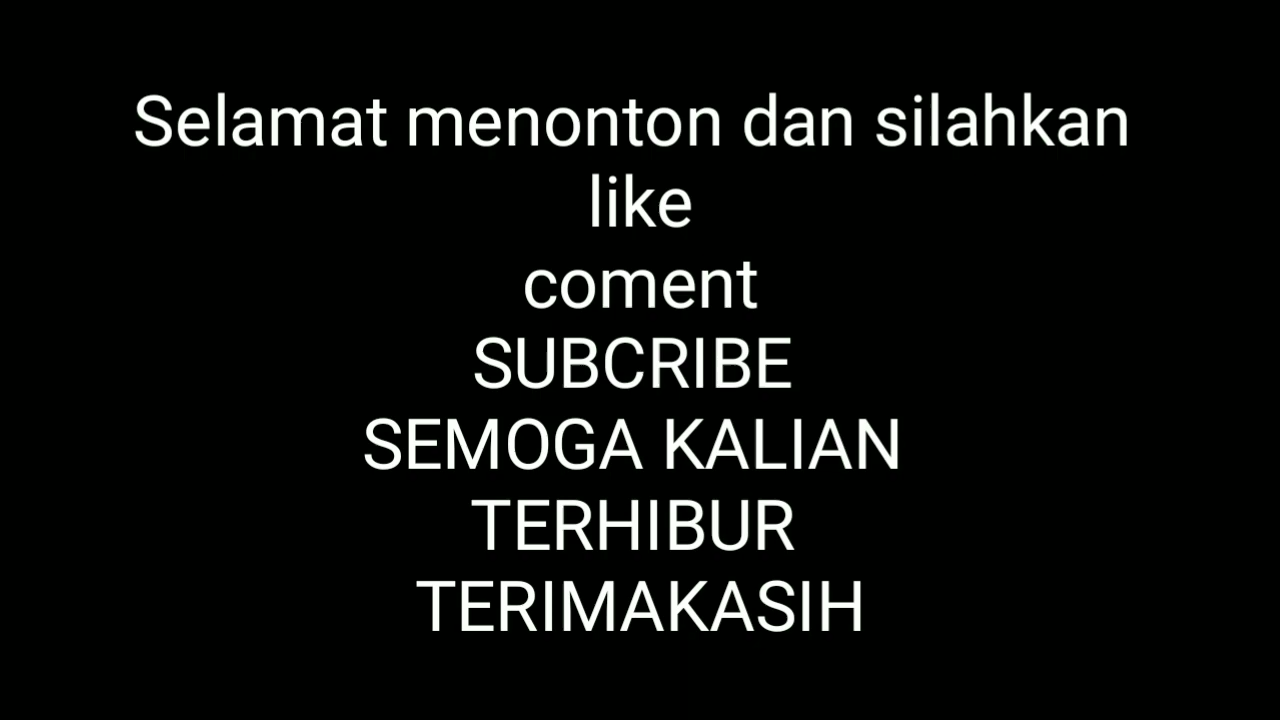 Selamat menonton dan silahkan
like
coment
SUBCRIBE
SEMOGA KALIAN
TERHIBUR
TERIMAKASIH